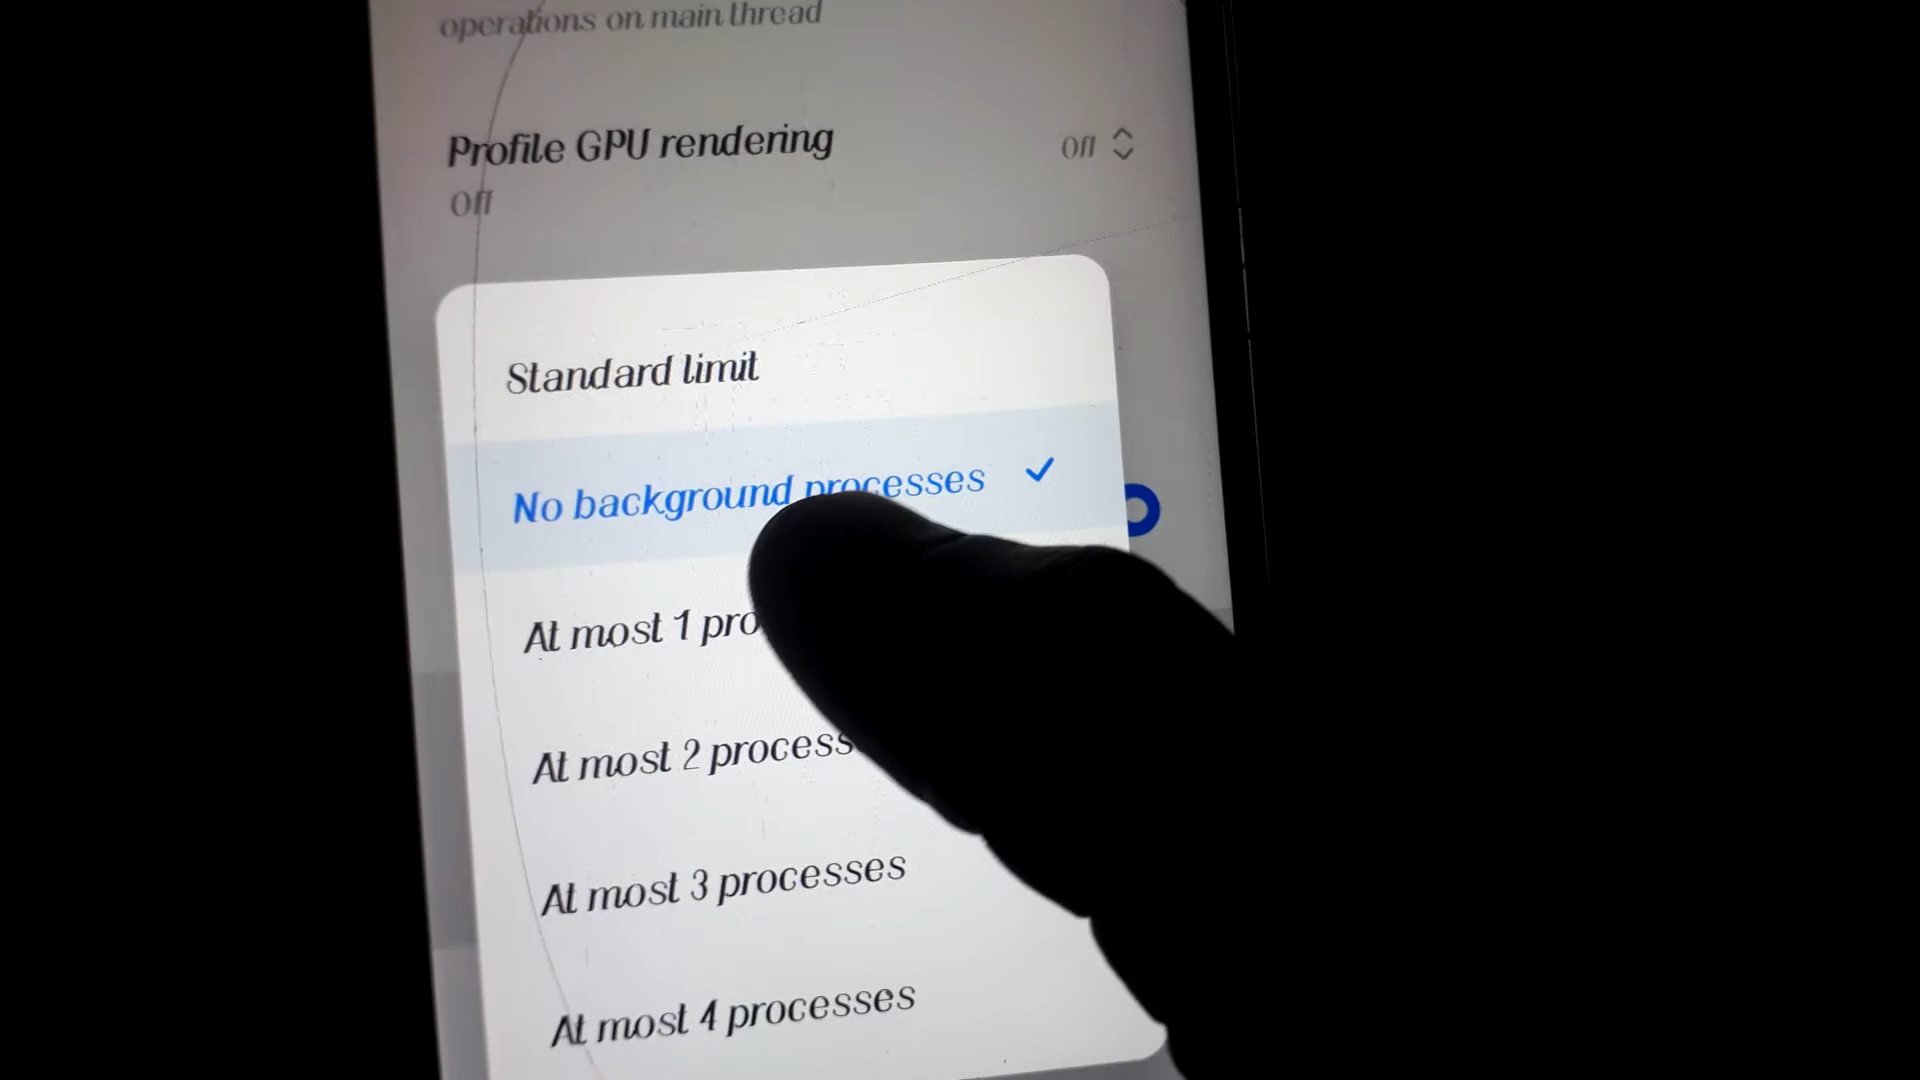 operations on main thread
Profile GPU rendering
Off
Off
Standard limit
No background processes
At most 1
At most 2
At most 3 processes
At most 4 processes